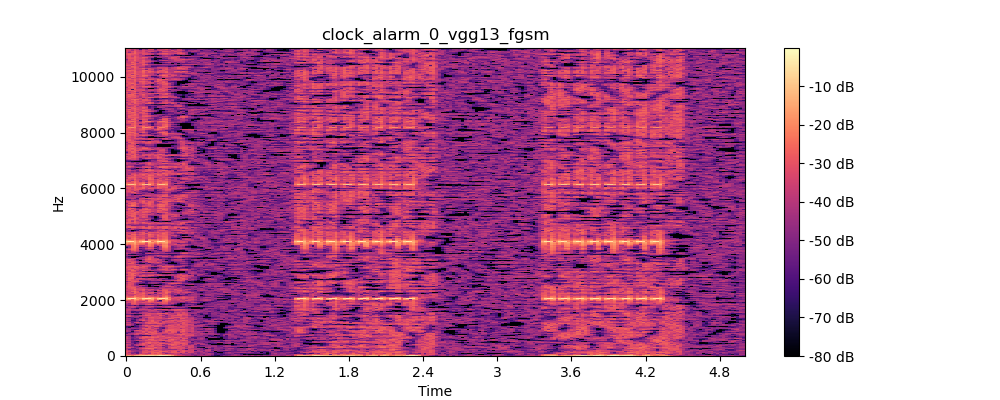 clock_alarm_0_vgg13_fgsm
Hz
10000
8000
6000
4000
2000
0
0 0.6 1.2 1.8 2.4 3 3.6 4.2 4.8
Time
-10 dB
-20 dB
-30 dB
-40 dB
-50 dB
-60 dB
-70 dB
-80 dB